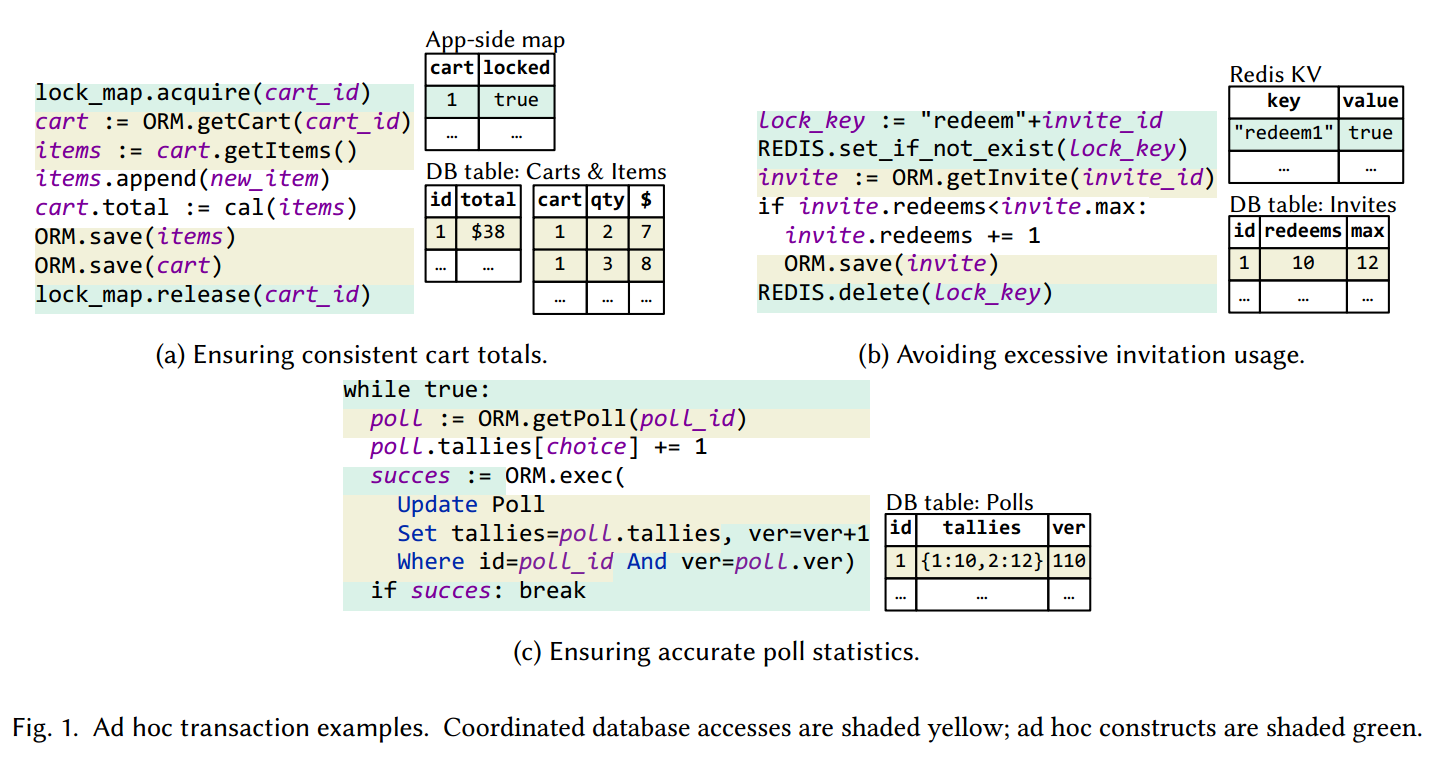 App-side map
cart locked
1 true
… …
lock_map.acquire(cart_id)
cart := ORM.getCart(cart_id)
items := cart.getItems()
items.append(new_item)
cart.total := cal(items)
ORM.save(items)
ORM.save(cart)
lock_map.release(cart_id)
DB table: Carts & Items
id total
1 $38
… …
cart qty $
1 2 7
1 3 8
… … …
(a) Ensuring consistent cart totals.
lock_key := "redeem"+invite_id
REDIS.set_if_not_exist(lock_key)
invite := ORM.getInvite(invite_id)
if invite.redeems<invite.max:
invite.redeems += 1
ORM.save(invite)
REDIS.delete(lock_key)
Redis KV
key value
"redeem1" true
… …
DB table: Invites
id redeems max
1 10 12
… … …
(b) Avoiding excessive invitation usage.
while true:
poll := ORM.getPoll(poll_id)
poll.tallies[choice] += 1
succes := ORM.exec(
Update Poll
Set tallies=poll.tallies, ver=ver+1
Where id=poll_id And ver=poll.ver)
if succes: break
DB table: Polls
id tallies ver
1 {1:10,2:12} 110
… … …
(c) Ensuring accurate poll statistics.
Fig. 1. Ad hoc transaction examples. Coordinated database accesses are shaded yellow; ad hoc constructs are shaded green.